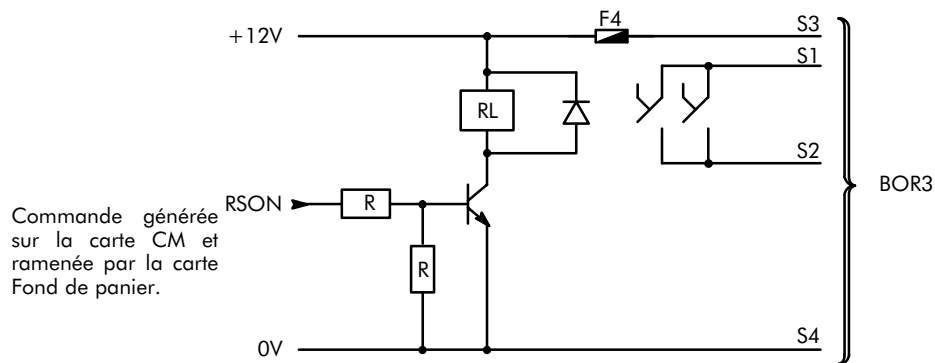 F4
S3
+12V
S1
RL
S2
BOR3
RSON
R
Commande générée
sur la carte CM et
ramenée par la carte
Fond de panier.
R
0V
S4